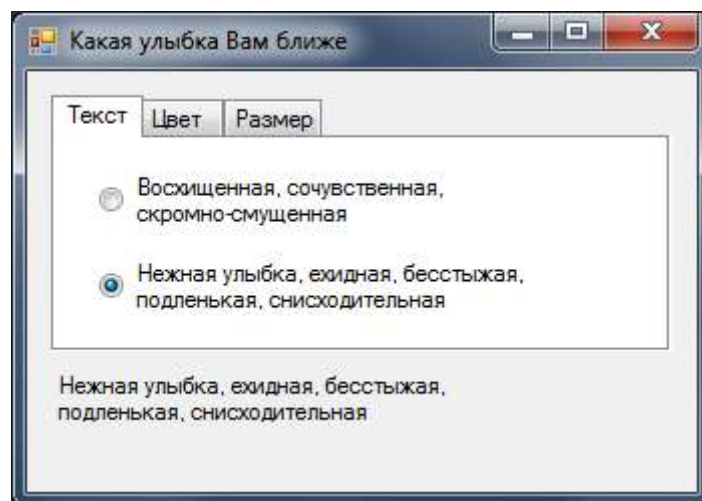 Какая улыбка Вам ближе
Текст Цвет Размер
Восхищенная, сочувственная,
скромно-смущенная
Нежная улыбка, ехидная, бесстыжая,
подленькая, снисходительная
Нежная улыбка, ехидная, бесстыжая,
подленькая, снисходительная